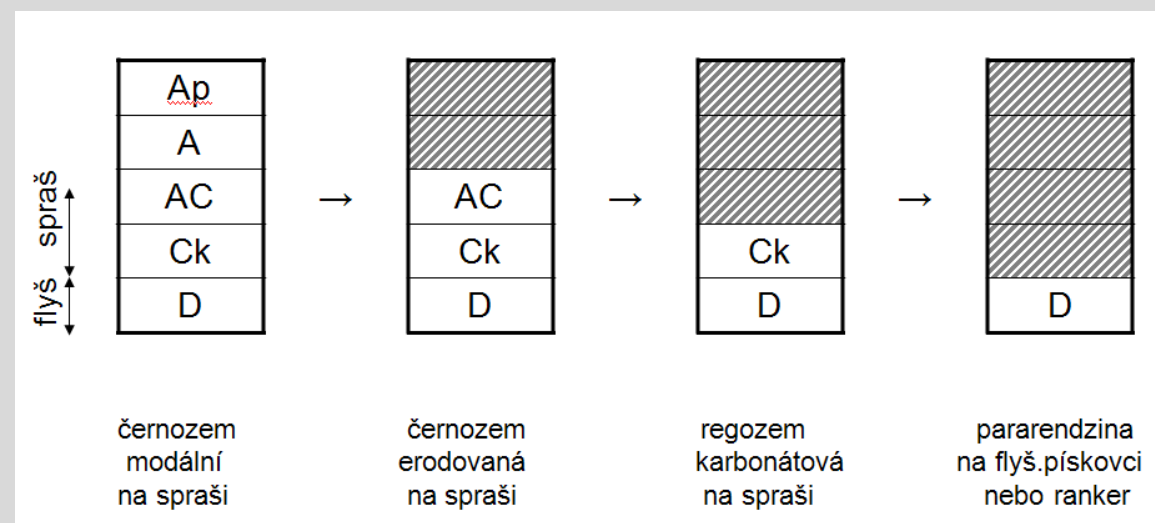 Ap
A
AC
Ck
D
spraš
flyš
→
AC
Ck
D
→
Ck
D
→
D
černozem
modální
na spraši
černozem
erodovaná
na spraši
regozem
karbonátová
na spraši
pararendzina
na flyš.pískovci
nebo ranker